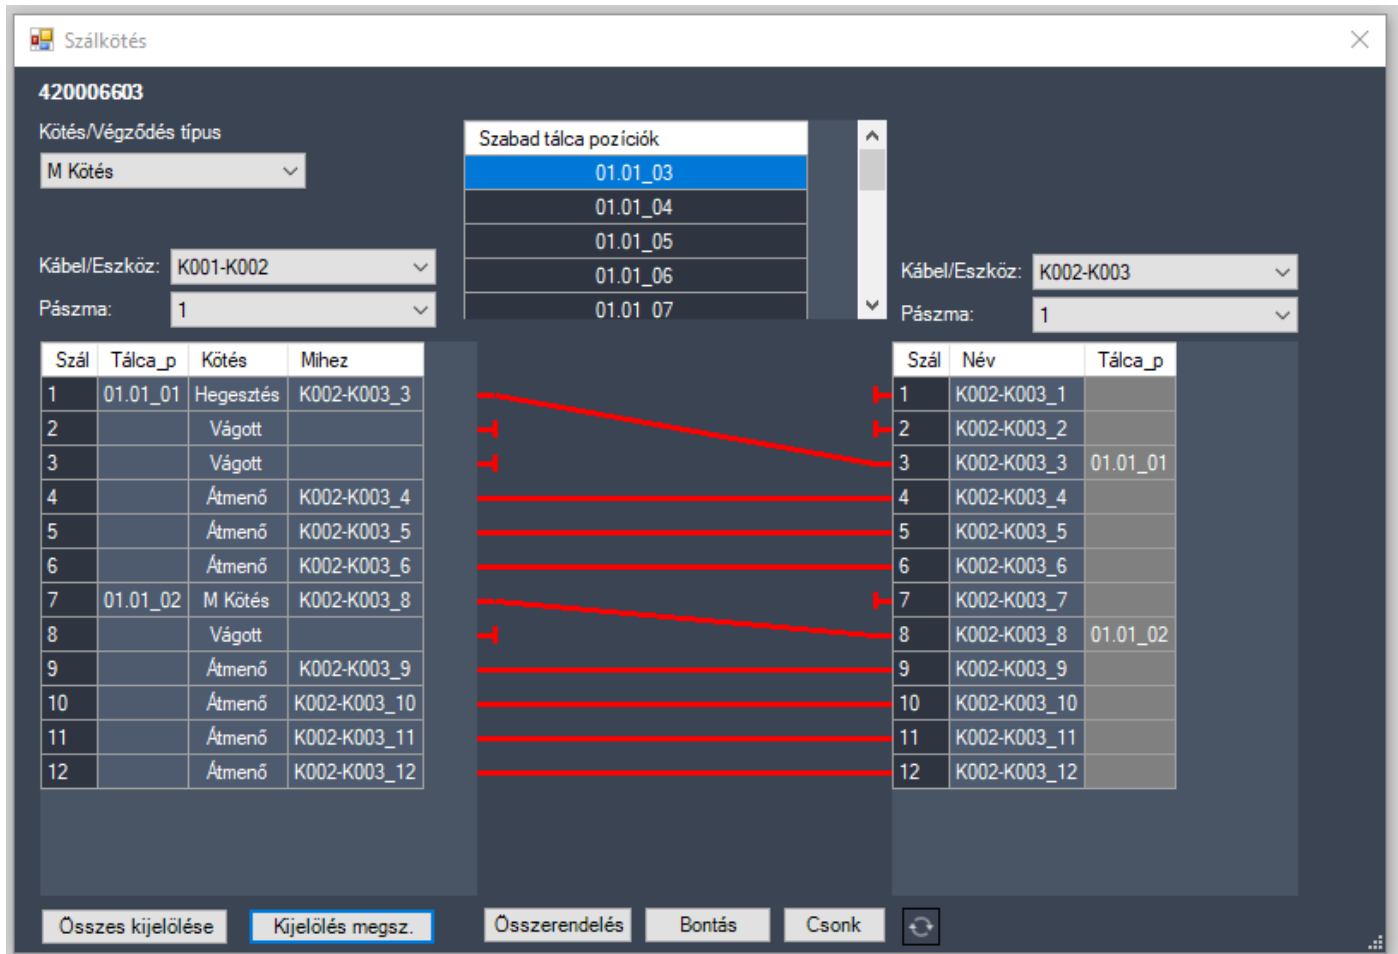 Szálkötés
420006603
Kötés/Végződés típus
M Kötés
Szabad tálca pozíciók
01.01_03
01.01_04
01.01_05
01.01_06
01.01_07
Kábel/Eszköz: K001-K002
Pászma: 1
Kábel/Eszköz: K002-K003
Pászma: 1
Szál Tálca_p Kötés Mihez
1 01.01_01 Hegesztés K002-K003_3
2 Vágott
3 Vágott
4 Átmenő K002-K003_4
5 Átmenő K002-K003_5
6 Átmenő K002-K003_6
7 01.01_02 M Kötés K002-K003_8
8 Vágott
9 Átmenő K002-K003_9
10 Átmenő K002-K003_10
11 Átmenő K002-K003_11
12 Átmenő K002-K003_12
Szál Név Tálca_p
1 K002-K003_1
2 K002-K003_2
3 K002-K003_3 01.01_01
4 K002-K003_4
5 K002-K003_5
6 K002-K003_6
7 K002-K003_7
8 K002-K003_8 01.01_02
9 K002-K003_9
10 K002-K003_10
11 K002-K003_11
12 K002-K003_12
Összes kijelölése Kijelölés megsz. Összerendelés Bontás Csonk